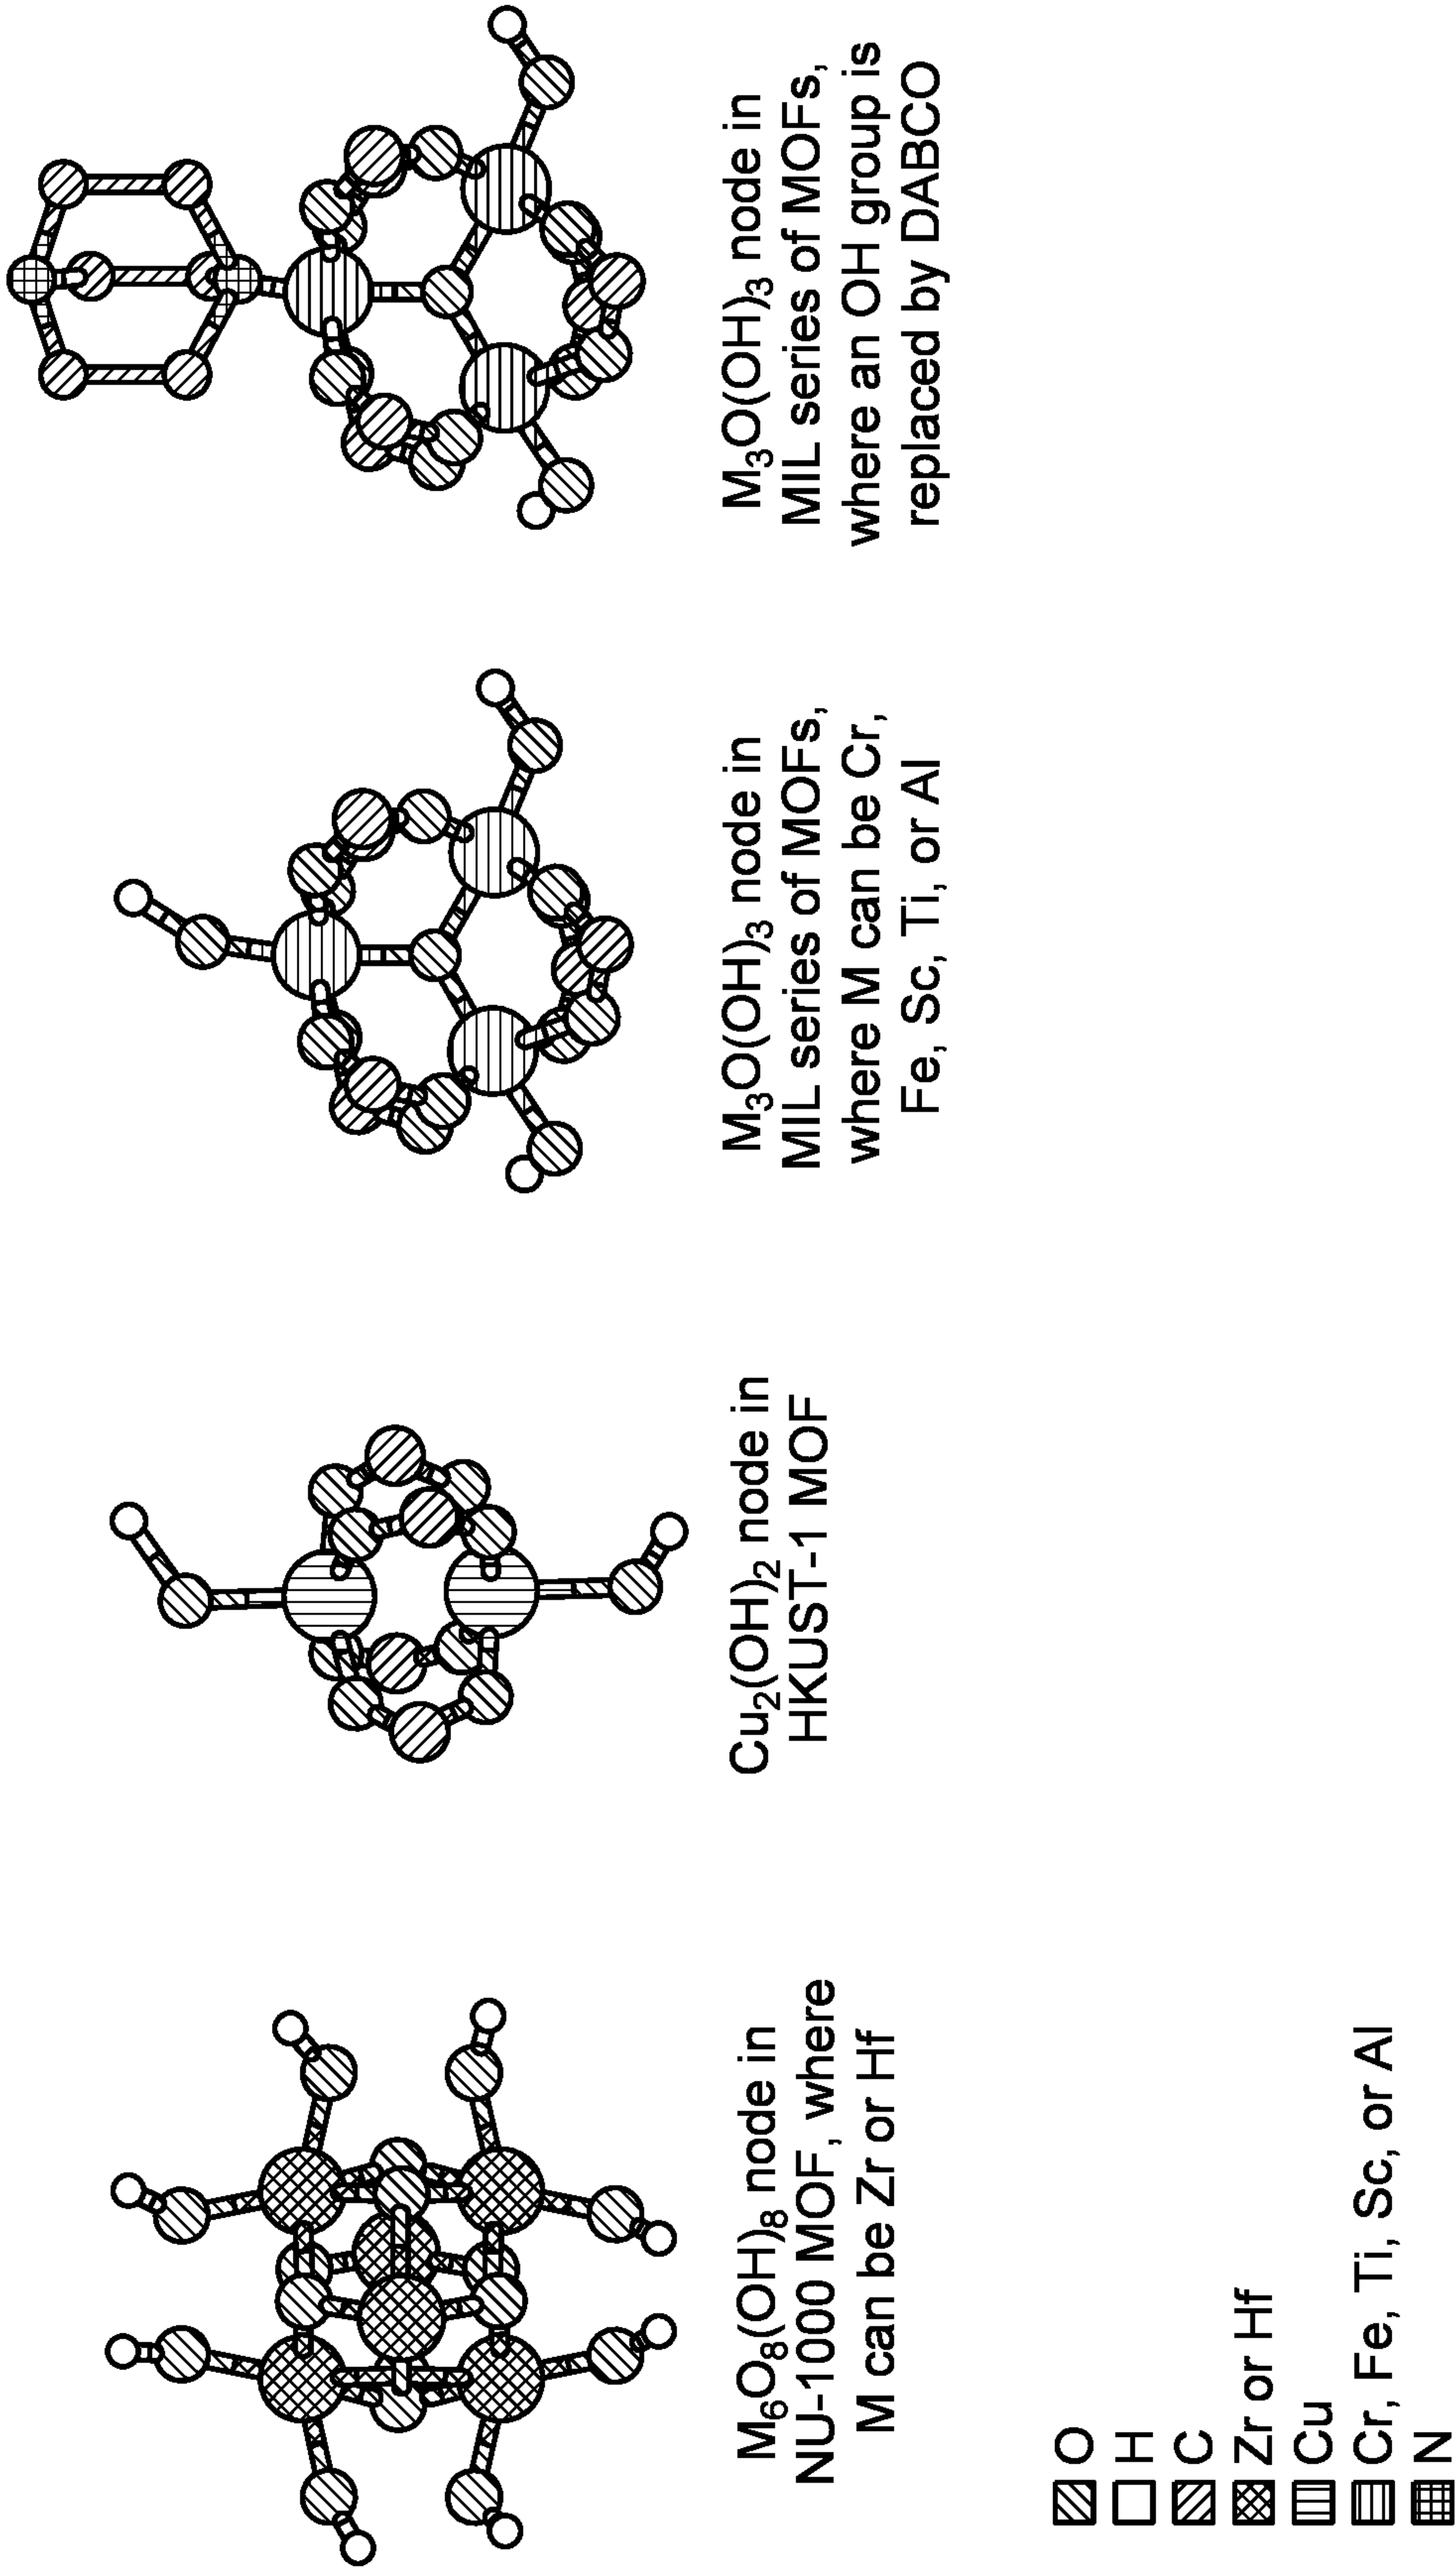 M₆O₈(OH)₈ node in
NU-1000 MOF, where
M can be Zr or Hf
Cu₂(OH)₂ node in
HKUST-1 MOF
M₃O(OH)₃ node in
MIL series of MOFs,
where M can be Cr,
Fe, Sc, Ti, or Al
M₃O(OH)₃ node in
MIL series of MOFs,
where an OH group is
replaced by DABCO
O
H
C
Zr or Hf
Cu
Cr, Fe, Ti, Sc, or Al
N